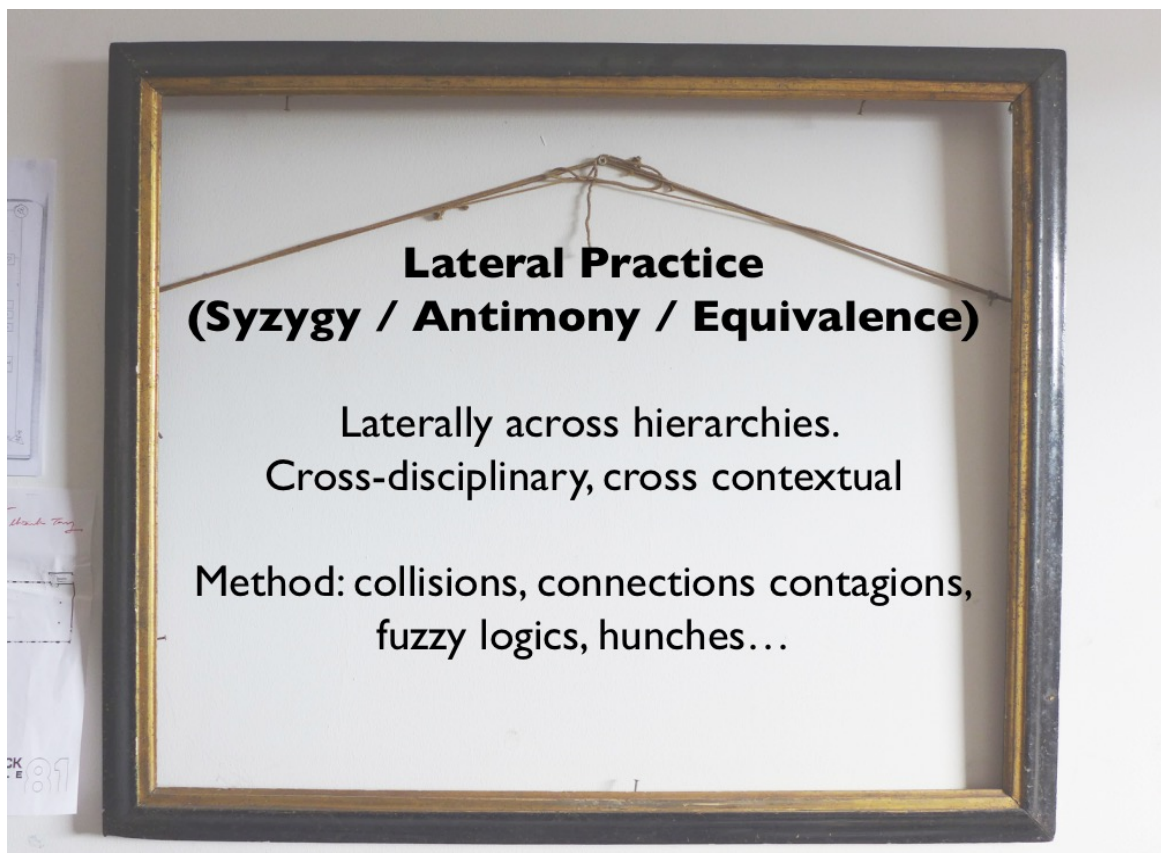 Lateral Practice
(Syzygy / Antimony / Equivalence)
Laterally across hierarchies.
Cross-disciplinary, cross contextual
Method: collisions, connections contagions,
fuzzy logics, hunches…
81